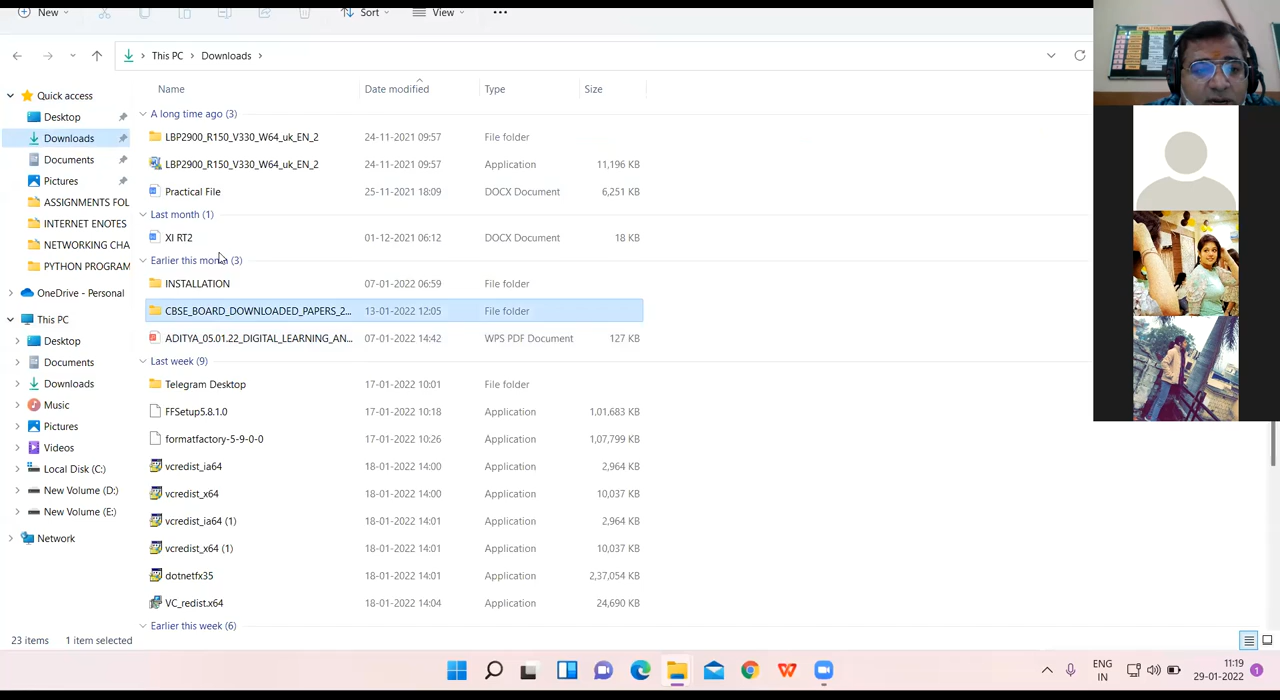 New Sort View
This PC Downloads
Name Date modified Type Size
Quick access
Desktop
Downloads
Documents
Pictures
ASSIGNMENTS FOL
INTERNET ENOTES
NETWORKING CHA
PYTHON PROGRAM
OneDrive - Personal
This PC
Desktop
Documents
Downloads
Music
Pictures
Videos
Local Disk (C:)
New Volume (D:)
New Volume (E:)
Network
A long time ago (3)
LBP2900_R150_V330_W64_uk_EN_2 24-11-2021 09:57 File folder
LBP2900_R150_V330_W64_uk_EN_2 24-11-2021 09:57 Application 11,196 KB
Practical File 25-11-2021 18:09 DOCX Document 6,251 KB
Last month (1)
XI RT2 01-12-2021 06:12 DOCX Document 18 KB
Earlier this month (3)
INSTALLATION 07-01-2022 06:59 File folder
CBSE_BOARD_DOWNLOADED_PAPERS_2... 13-01-2022 12:05 File folder
ADITYA_05.01.22_DIGITAL_LEARNING_AN... 07-01-2022 14:42 WPS PDF Document 127 KB
Last week (9)
Telegram Desktop 17-01-2022 10:01 File folder
FFSetup5.8.1.0 17-01-2022 10:18 Application 1,01,683 KB
formatfactory-5-9-0-0 17-01-2022 10:26 Application 1,07,799 KB
vcredist_ia64 18-01-2022 14:00 Application 2,964 KB
vcredist_x64 18-01-2022 14:00 Application 10,037 KB
vcredist_ia64 (1) 18-01-2022 14:01 Application 2,964 KB
vcredist_x64 (1) 18-01-2022 14:01 Application 10,037 KB
dotnetfx35 18-01-2022 14:01 Application 2,37,054 KB
VC_redist.x64 18-01-2022 14:04 Application 24,690 KB
Earlier this week (6)
23 items 1 item selected
ENG
IN
11:19
29-01-2022
1